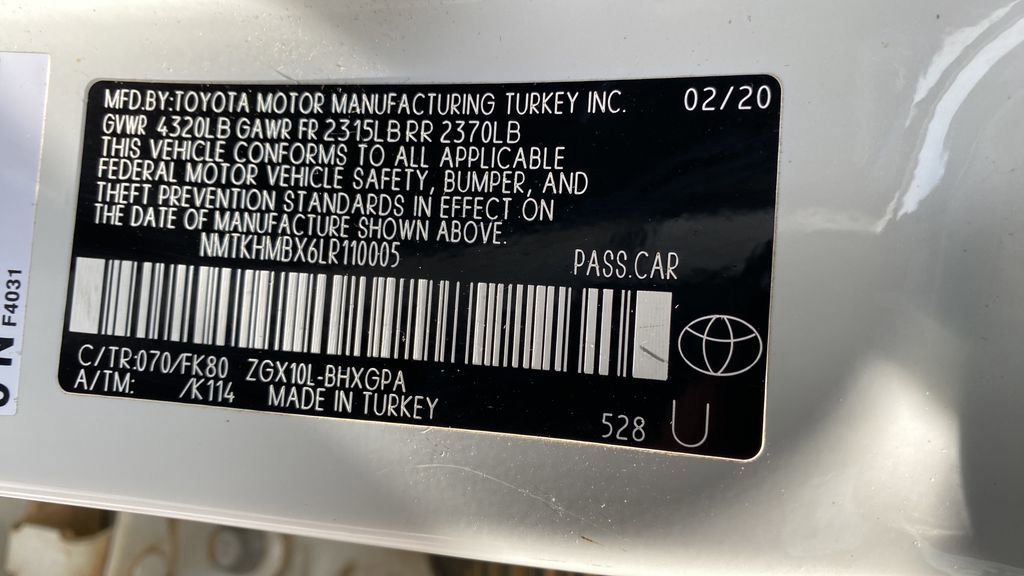 MFD.BY:TOYOTA MOTOR MANUFACTURING TURKEY INC. 02/20
GVWR 4320LB GAWR FR 2315LB RR 2370LB
THIS VEHICLE CONFORMS TO ALL APPLICABLE
FEDERAL MOTOR VEHICLE SAFETY, BUMPER, AND
THEFT PREVENTION STANDARDS IN EFFECT ON
THE DATE OF MANUFACTURE SHOWN ABOVE.
NMTKHMBX6LR110005 PASS.CAR
C/TR:070/FK80 ZGX10L-BHXGPA
A/TM: /K114 MADE IN TURKEY
528 U
F4031